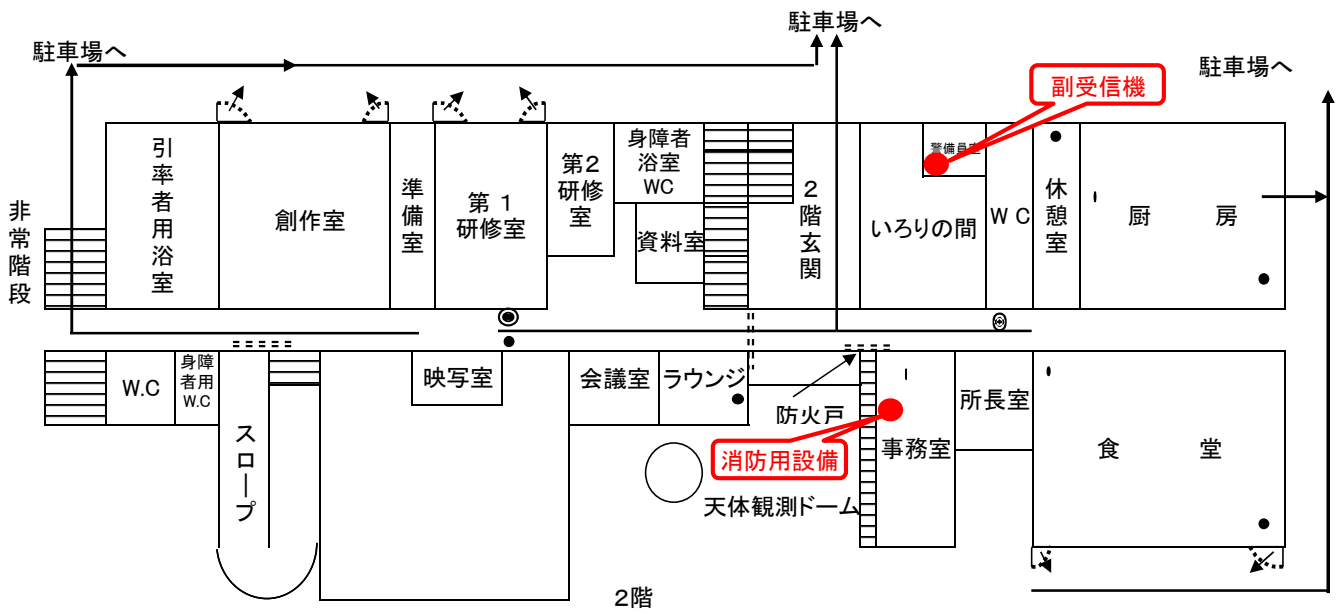 駐車場へ
駐車場へ
駐車場へ
副受信機
非常階段
引率者用浴室
創作室
準備室
第１
研修室
第２
研修
室
身障者
浴室
WC
資料室
２階玄関
警備員室
いろりの間
ＷＣ
休憩室
厨　房
W.C
身障
者用
W.C
スロープ
映写室
会議室
ラウンジ
防火戸
消防用設備
事務室
所長室
食　堂
天体観測ドーム
２階